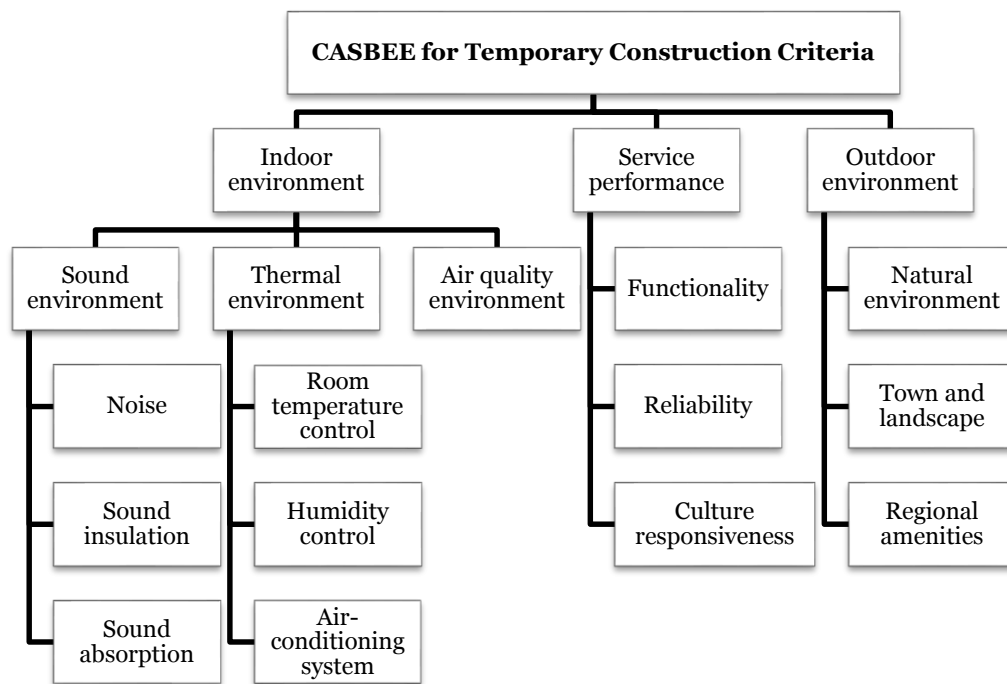 CASBEE for Temporary Construction Criteria
Indoor
environment
Service
performance
Outdoor
environment
Sound
environment
Thermal
environment
Air quality
environment
Functionality
Natural
environment
Noise
Room
temperature
control
Reliability
Town and
landscape
Sound
insulation
Humidity
control
Culture
responsiveness
Regional
amenities
Sound
absorption
Air-
conditioning
system